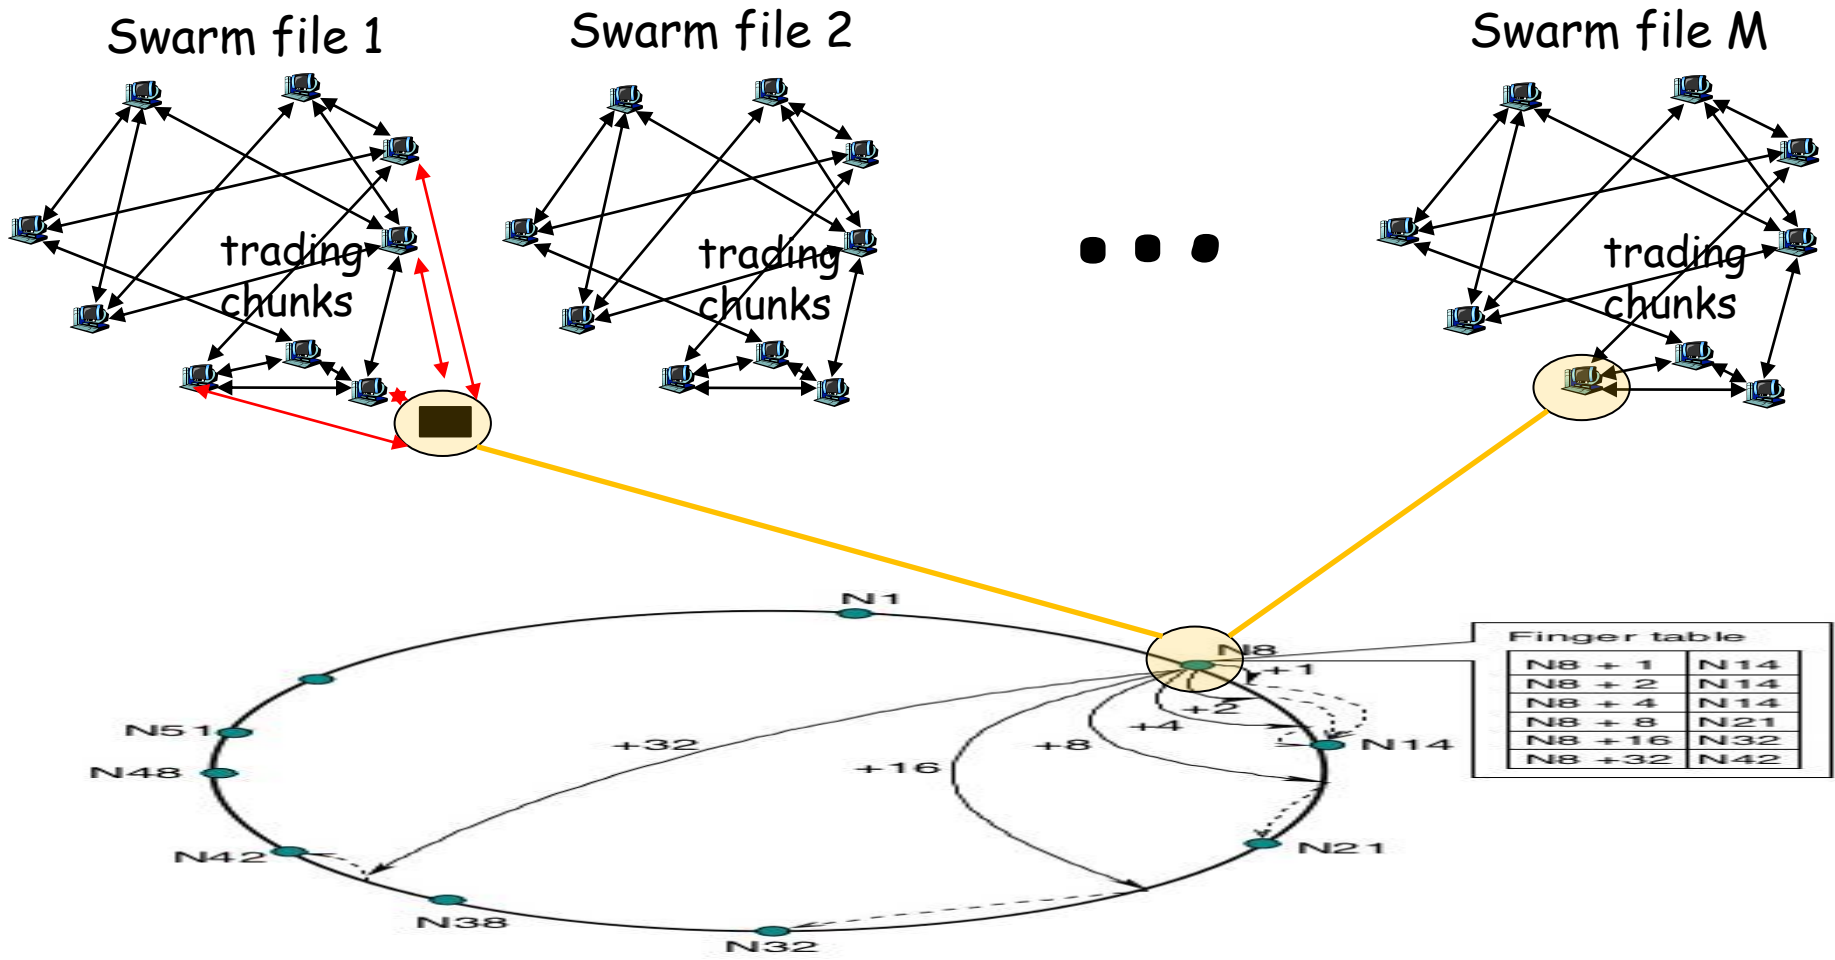 Swarm file 1
Swarm file 2
Swarm file M
trading
chunks
trading
chunks
trading
chunks
N1
N8
+1
+2
+4
+8
+16
+32
N14
N21
N32
N38
N42
N48
N51
Finger table
N8 + 1 N14
N8 + 2 N14
N8 + 4 N14
N8 + 8 N21
N8 +16 N32
N8 +32 N42